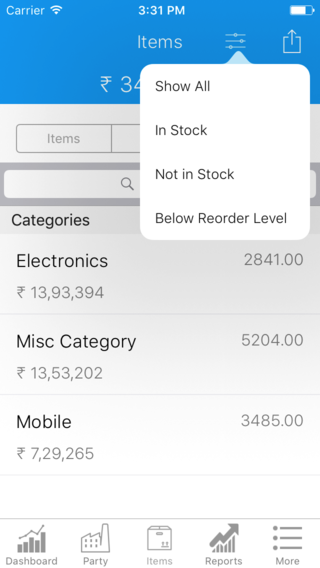 Carrier 3:31 PM
Items
₹ 34
Show All
In Stock
Not in Stock
Below Reorder Level
Items
Categories
Electronics 2841.00
₹ 13,93,394
Misc Category 5204.00
₹ 13,53,202
Mobile 3485.00
₹ 7,29,265
Dashboard Party Items Reports More